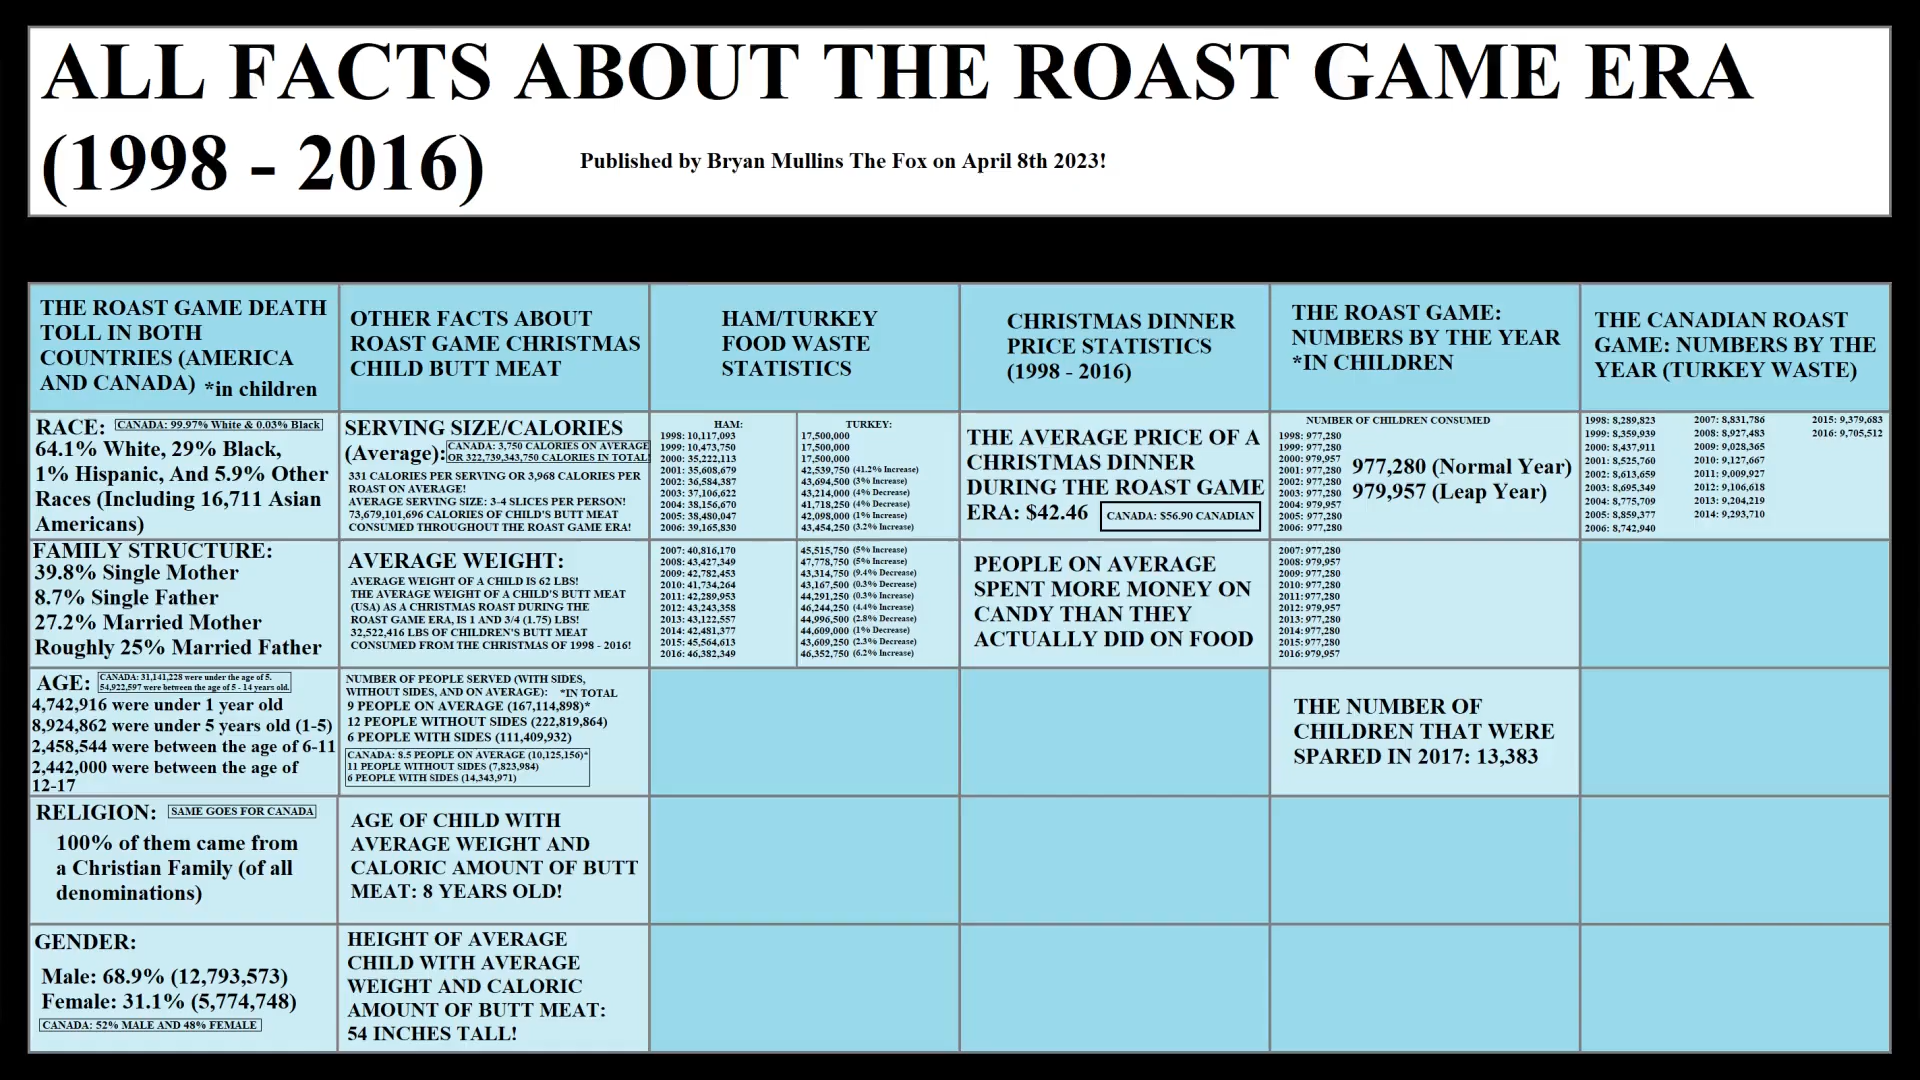 ALL FACTS ABOUT THE ROAST GAME ERA
(1998 - 2016)
Published by Bryan Mullins The Fox on April 8th 2023!
THE ROAST GAME DEATH
TOLL IN BOTH
COUNTRIES (AMERICA
AND CANADA) *in children
OTHER FACTS ABOUT
ROAST GAME CHRISTMAS
CHILD BUTT MEAT
HAM/TURKEY
FOOD WASTE
STATISTICS
CHRISTMAS DINNER
PRICE STATISTICS
(1998 - 2016)
THE ROAST GAME:
NUMBERS BY THE YEAR
*IN CHILDREN
THE CANADIAN ROAST
GAME: NUMBERS BY THE
YEAR (TURKEY WASTE)
RACE: CANADA: 99.97% White & 0.03% Black
64.1% White, 29% Black,
1% Hispanic, And 5.9% Other
Races (Including 16,711 Asian
Americans)
SERVING SIZE/CALORIES
(Average): CANADA: 3,750 CALORIES ON AVERAGE
OR 322,739,343,750 CALORIES IN TOTAL!
331 CALORIES PER SERVING OR 3,968 CALORIES PER
ROAST ON AVERAGE!
AVERAGE SERVING SIZE: 3-4 SLICES PER PERSON!
73,679,101,696 CALORIES OF CHILD'S BUTT MEAT
CONSUMED THROUGHOUT THE ROAST GAME ERA!
HAM:
1998: 10,117,093
1999: 10,473,750
2000: 35,222,113
2001: 35,608,679
2002: 36,584,387
2003: 37,106,622
2004: 38,156,670
2005: 38,480,047
2006: 39,165,830
TURKEY:
17,500,000
17,500,000
17,500,000
42,539,750 (41.2% Increase)
43,694,500 (3% Increase)
43,214,000 (4% Decrease)
41,718,250 (4% Decrease)
42,098,000 (1% Increase)
43,454,250 (3.2% Increase)
THE AVERAGE PRICE OF A
CHRISTMAS DINNER
DURING THE ROAST GAME
ERA: $42.46 CANADA: $56.90 CANADIAN
NUMBER OF CHILDREN CONSUMED
1998: 977,280
1999: 977,280
2000: 979,957
2001: 977,280
2002: 977,280
2003: 977,280
2004: 979,957
2005: 977,280
2006: 977,280
977,280 (Normal Year)
979,957 (Leap Year)
1998: 8,289,823
1999: 8,359,939
2000: 8,437,911
2001: 8,525,760
2002: 8,613,659
2003: 8,695,349
2004: 8,775,709
2005: 8,859,377
2006: 8,742,940
2007: 8,831,786
2008: 8,927,483
2009: 9,028,365
2010: 9,127,667
2011: 9,009,927
2012: 9,106,618
2013: 9,204,219
2014: 9,293,710
2015: 9,379,683
2016: 9,705,512
FAMILY STRUCTURE:
39.8% Single Mother
8.7% Single Father
27.2% Married Mother
Roughly 25% Married Father
AVERAGE WEIGHT:
AVERAGE WEIGHT OF A CHILD IS 62 LBS!
THE AVERAGE WEIGHT OF A CHILD'S BUTT MEAT
(USA) AS A CHRISTMAS ROAST DURING THE
ROAST GAME ERA, IS 1 AND 3/4 (1.75) LBS!
32,522,416 LBS OF CHILDREN'S BUTT MEAT
CONSUMED FROM THE CHRISTMAS OF 1998 - 2016!
2007: 40,816,170
2008: 43,427,349
2009: 42,782,453
2010: 41,734,264
2011: 42,289,953
2012: 43,243,358
2013: 43,122,557
2014: 42,481,377
2015: 45,564,613
2016: 46,382,349
45,515,750 (5% Increase)
47,778,750 (5% Increase)
43,314,750 (9.4% Decrease)
43,167,500 (0.3% Decrease)
44,291,250 (0.3% Increase)
46,244,250 (4.4% Increase)
44,996,500 (2.8% Decrease)
44,609,000 (1% Decrease)
43,609,250 (2.3% Decrease)
46,352,750 (6.2% Increase)
PEOPLE ON AVERAGE
SPENT MORE MONEY ON
CANDY THAN THEY
ACTUALLY DID ON FOOD
2007: 977,280
2008: 979,957
2009: 977,280
2010: 977,280
2011: 977,280
2012: 979,957
2013: 977,280
2014: 977,280
2015: 977,280
2016: 979,957
AGE: CANADA: 31,141,228 were under the age of 5.
54,922,597 were between the age of 5 - 14 years old.
4,742,916 were under 1 year old
8,924,862 were under 5 years old (1-5)
2,458,544 were between the age of 6-11
2,442,000 were between the age of
12-17
NUMBER OF PEOPLE SERVED (WITH SIDES,
WITHOUT SIDES, AND ON AVERAGE): *IN TOTAL
9 PEOPLE ON AVERAGE (167,114,898)*
12 PEOPLE WITHOUT SIDES (222,819,864)
6 PEOPLE WITH SIDES (111,409,932)
CANADA: 8.5 PEOPLE ON AVERAGE (10,125,156)*
11 PEOPLE WITHOUT SIDES (7,823,984)
6 PEOPLE WITH SIDES (14,343,971)
THE NUMBER OF
CHILDREN THAT WERE
SPARED IN 2017: 13,383
RELIGION: SAME GOES FOR CANADA
100% of them came from
a Christian Family (of all
denominations)
AGE OF CHILD WITH
AVERAGE WEIGHT AND
CALORIC AMOUNT OF BUTT
MEAT: 8 YEARS OLD!
GENDER:
Male: 68.9% (12,793,573)
Female: 31.1% (5,774,748)
CANADA: 52% MALE AND 48% FEMALE
HEIGHT OF AVERAGE
CHILD WITH AVERAGE
WEIGHT AND CALORIC
AMOUNT OF BUTT MEAT:
54 INCHES TALL!